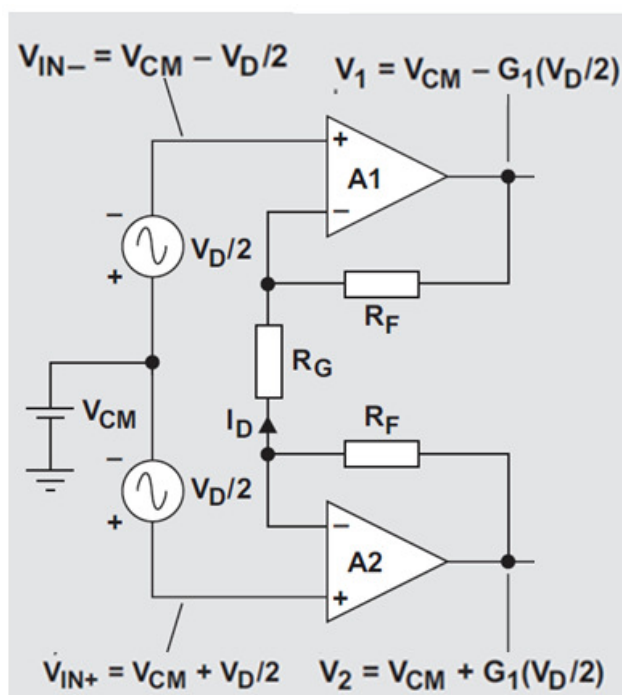 V_IN– = V_CM – V_D/2
V_1 = V_CM – G_1(V_D/2)
+
A1
–
–
V_D/2
+
R_F
R_G
V_CM
I_D
R_F
–
V_D/2
+
–
A2
+
V_IN+ = V_CM + V_D/2
V_2 = V_CM + G_1(V_D/2)